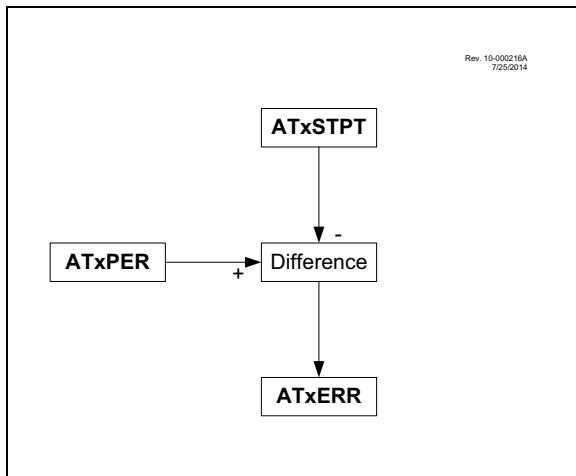 Rev. 10-000216A
7/25/2014
ATxSTPT
-
ATxPER
+
Difference
ATxERR